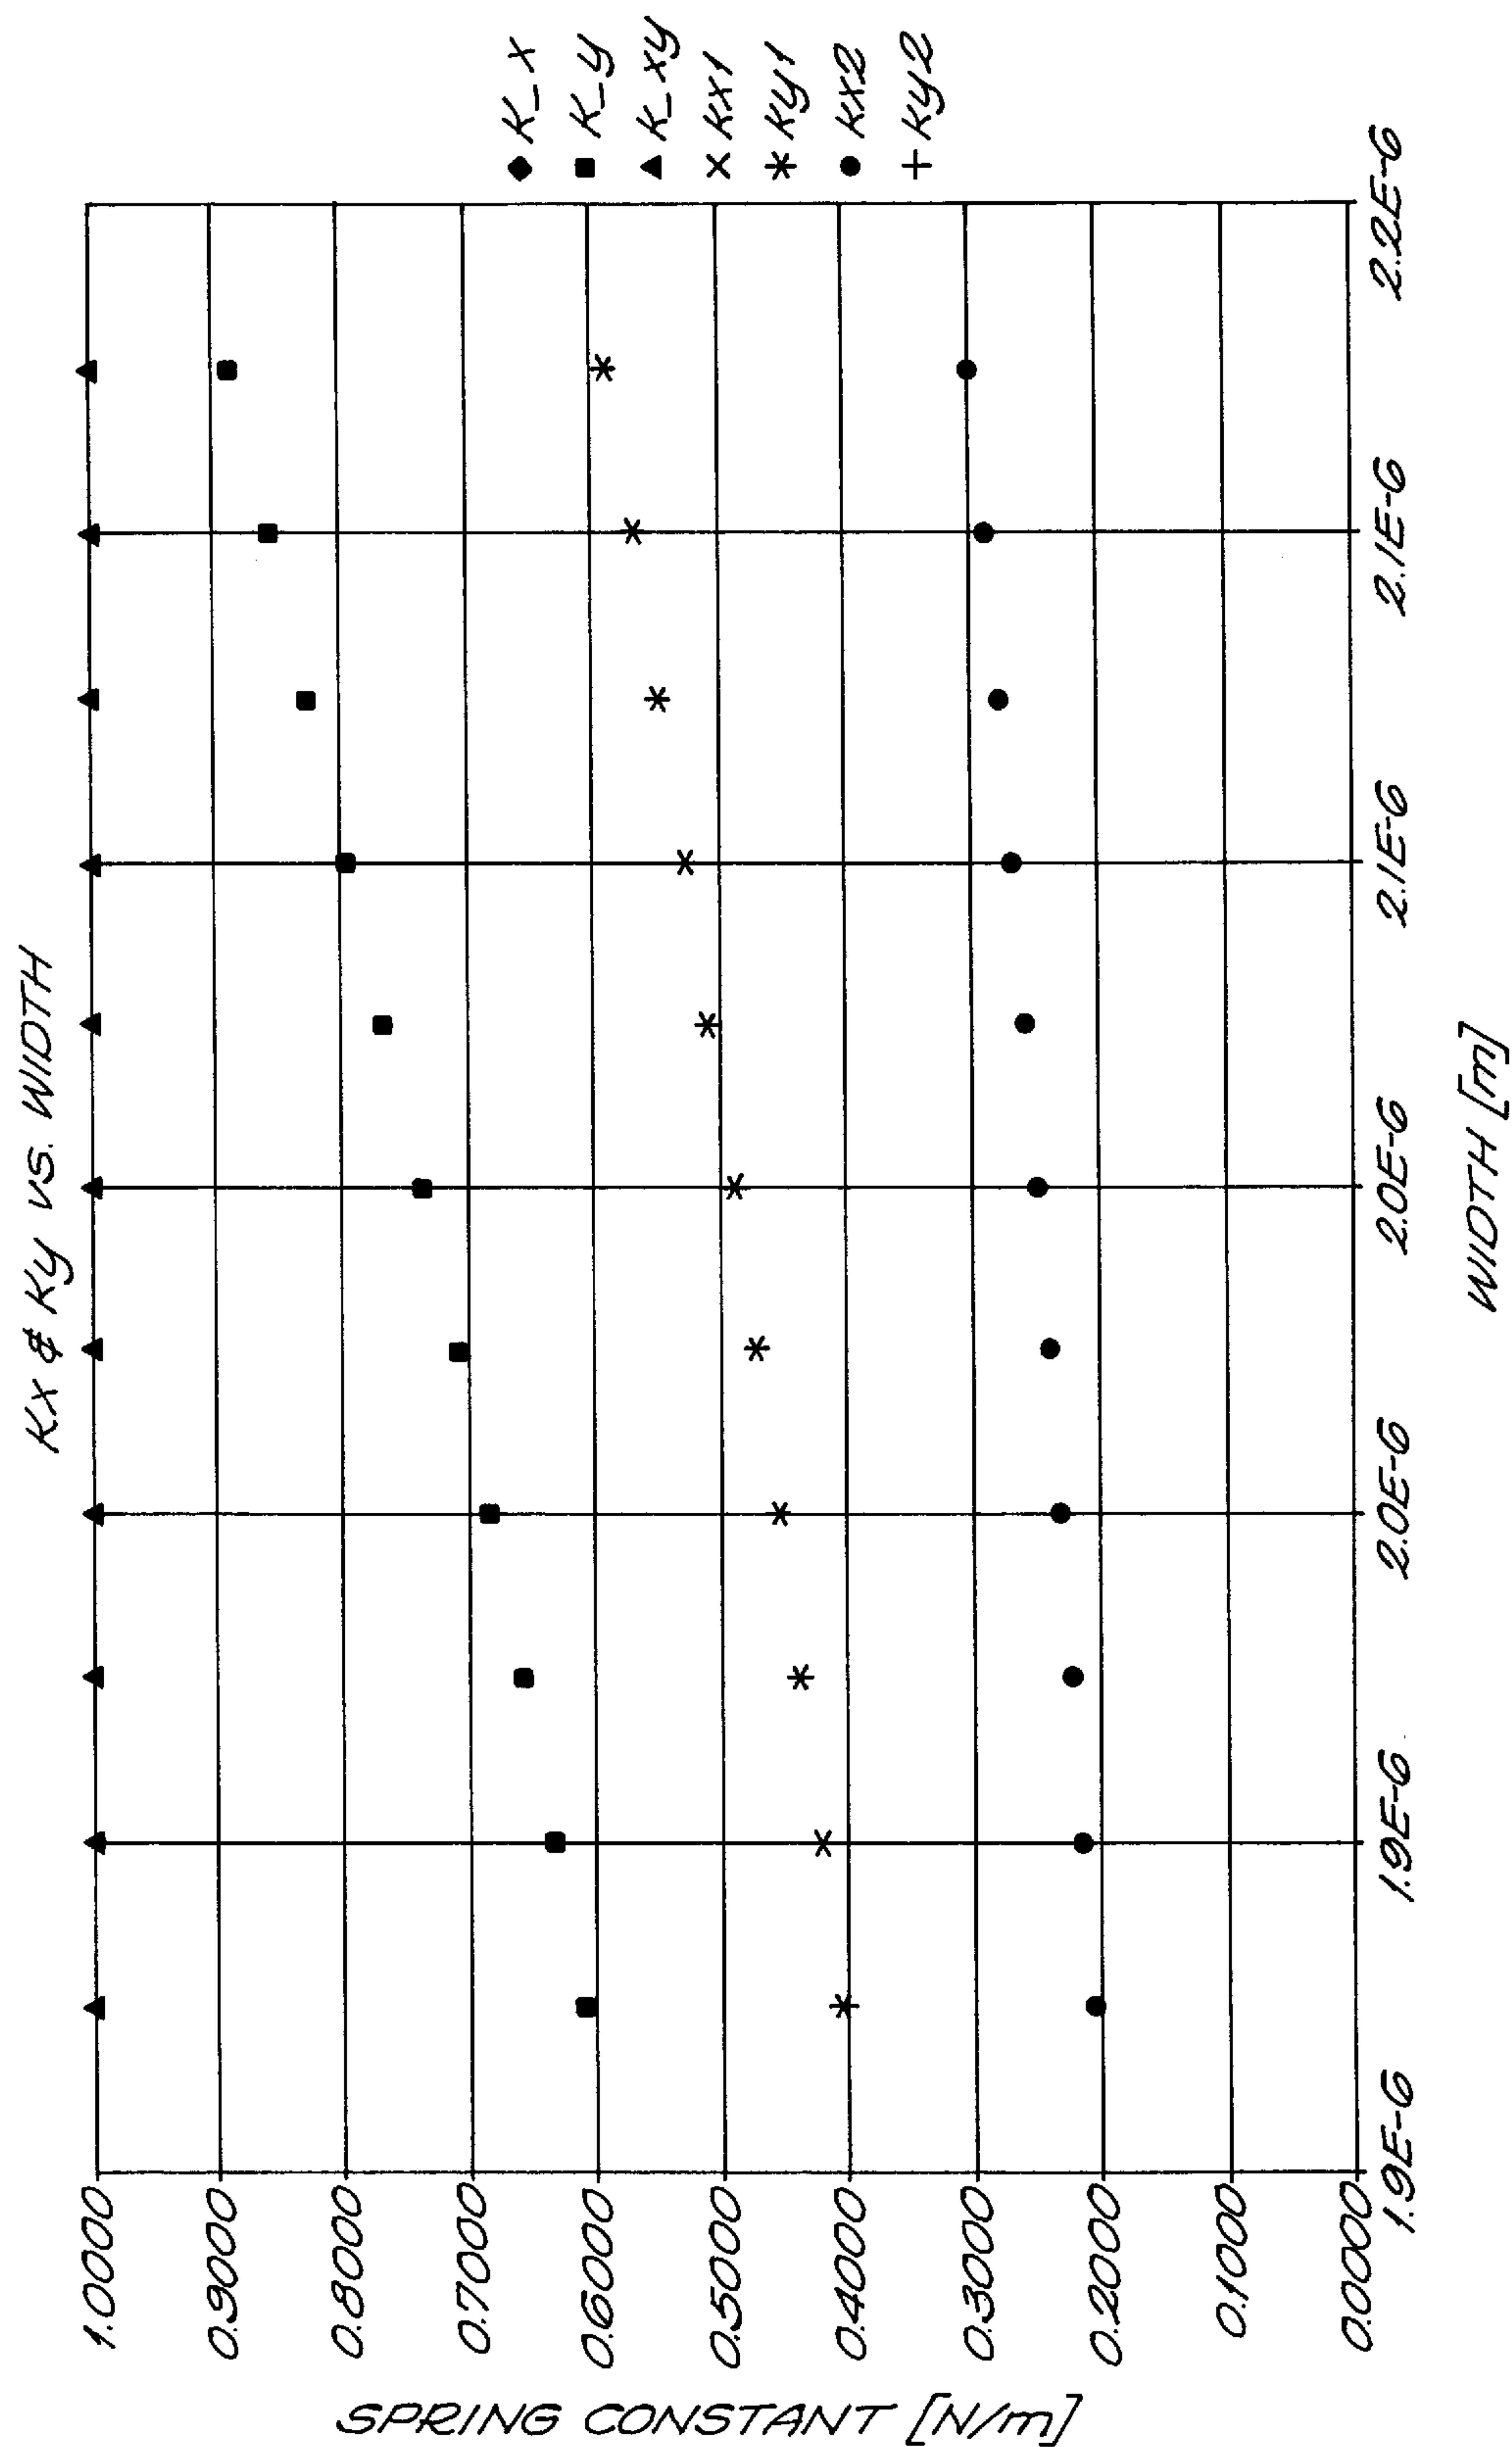 Kx & Ky vs. WIDTH
SPRING CONSTANT [N/m]
1.0000
0.9000
0.8000
0.7000
0.6000
0.5000
0.4000
0.3000
0.2000
0.1000
0.0000
1.9E-6
1.9E-6
2.0E-6
2.0E-6
2.1E-6
2.1E-6
2.2E-6
WIDTH [m]
K_X
K_Y
K_XY
KX1
KY1
KX2
KY2